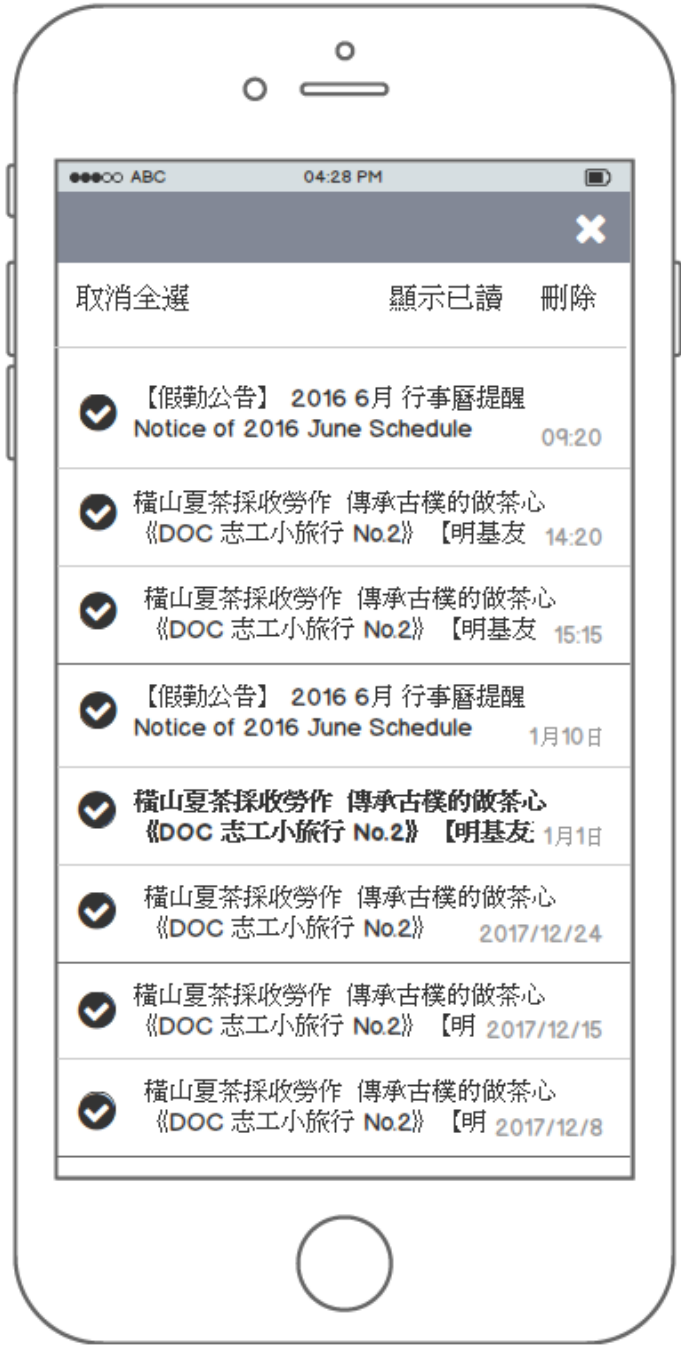 ABC 04:28 PM
取消全選 顯示已讀 刪除
【假勤公告】 2016 6月 行事曆提醒
Notice of 2016 June Schedule 09:20
橫山夏茶採收勞作 傳承古樸的做茶心
《DOC 志工小旅行 No.2》 【明基友 14:20
橫山夏茶採收勞作 傳承古樸的做茶心
《DOC 志工小旅行 No.2》 【明基友 15:15
【假勤公告】 2016 6月 行事曆提醒
Notice of 2016 June Schedule 1月10日
橫山夏茶採收勞作 傳承古樸的做茶心
《DOC 志工小旅行 No.2》 【明基友 1月1日
橫山夏茶採收勞作 傳承古樸的做茶心
《DOC 志工小旅行 No.2》 2017/12/24
橫山夏茶採收勞作 傳承古樸的做茶心
《DOC 志工小旅行 No.2》 【明 2017/12/15
橫山夏茶採收勞作 傳承古樸的做茶心
《DOC 志工小旅行 No.2》 【明 2017/12/8